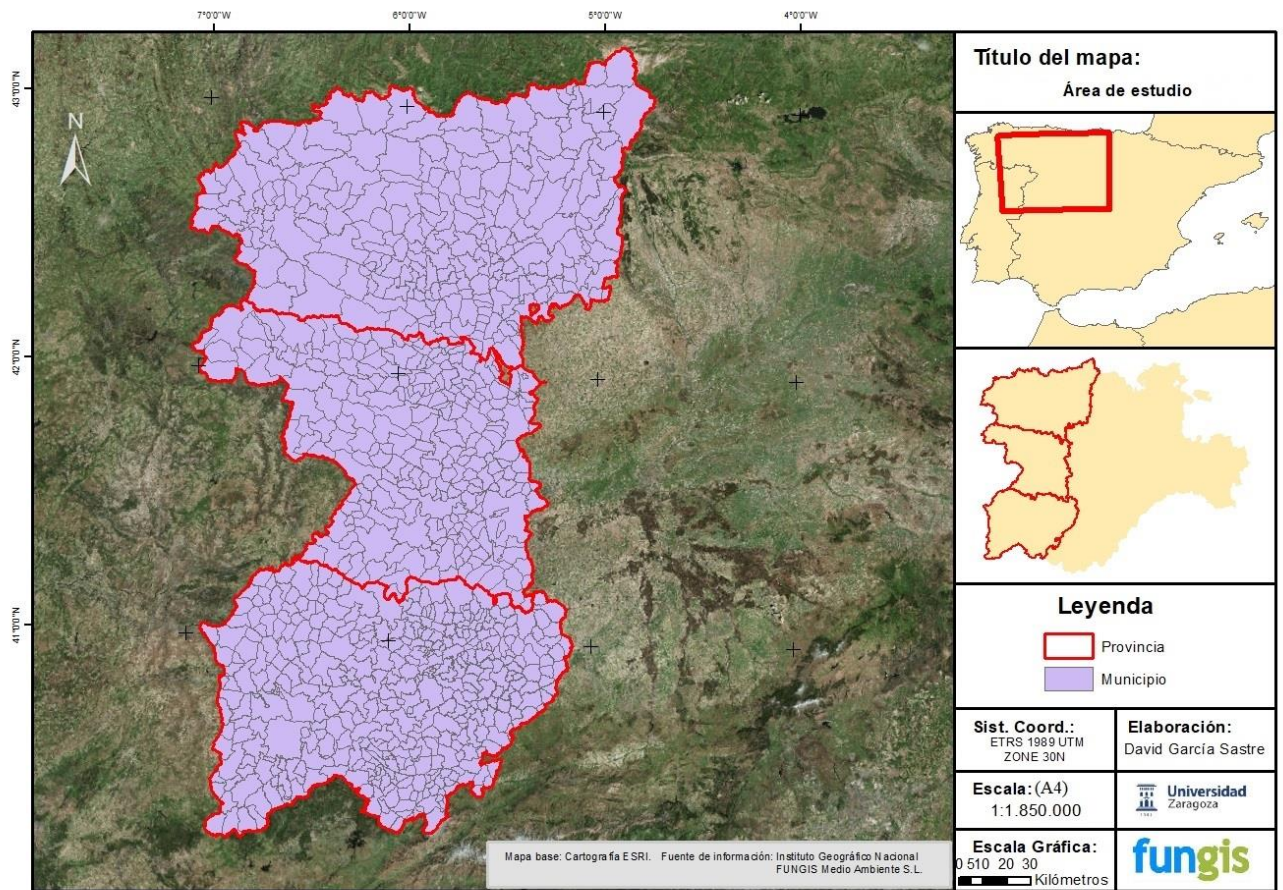 7°0'0"W 6°0'0"W 5°0'0"W 4°0'0"W
43°0'0"N
42°0'0"N
41°0'0"N
N
Mapa base: Cartografía ESRI. Fuente de información: Instituto Geográfico Nacional
FUNGIS Medio Ambiente S.L.
Título del mapa:
Área de estudio
Leyenda
Provincia
Municipio
Sist. Coord.:
ETRS 1989 UTM
ZONE 30N
Elaboración:
David García Sastre
Escala: (A4)
1:1.850.000
Universidad
Zaragoza
1542
Escala Gráfica:
0 510 20 30
Kilómetros
fungis